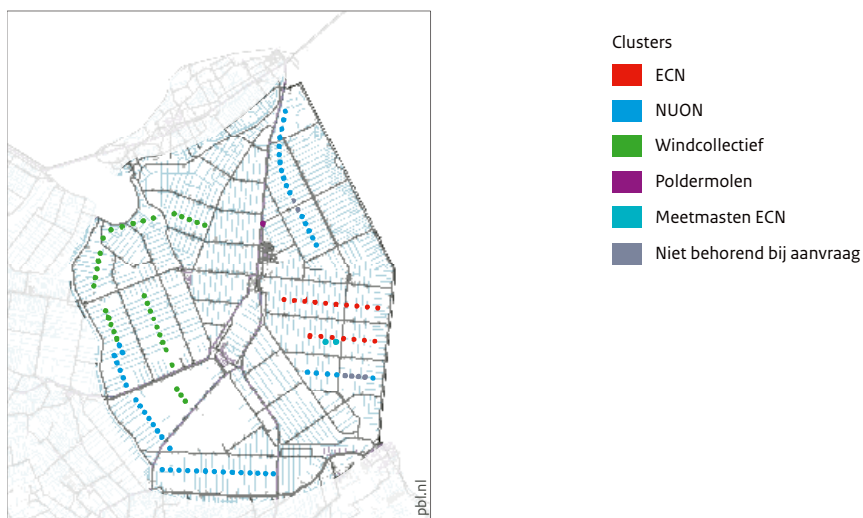 Clusters
ECN
NUON
Windcollectief
Poldermolen
Meetmasten ECN
Niet behorend bij aanvraag
pbl.nl